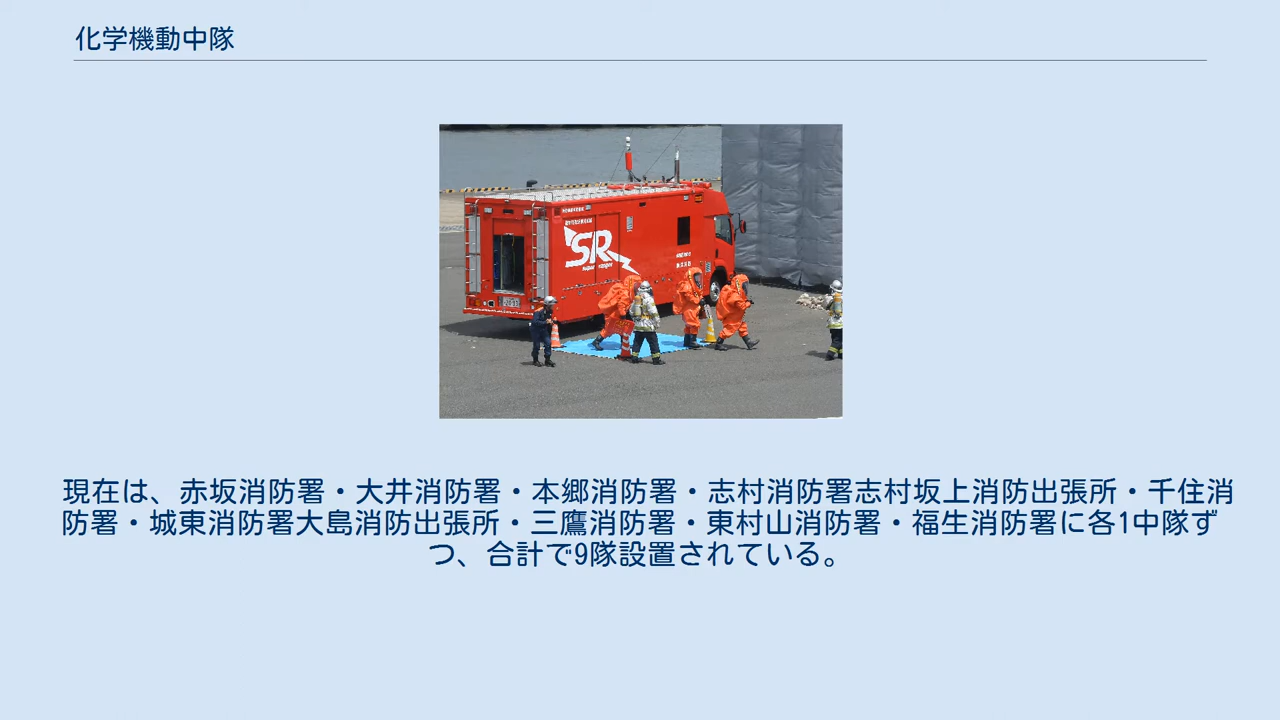 化学機動中隊
SR
super ranger
現在は、赤坂消防署・大井消防署・本郷消防署・志村消防署志村坂上消防出張所・千住消
防署・城東消防署大島消防出張所・三鷹消防署・東村山消防署・福生消防署に各1中隊ず
つ、合計で9隊設置されている。